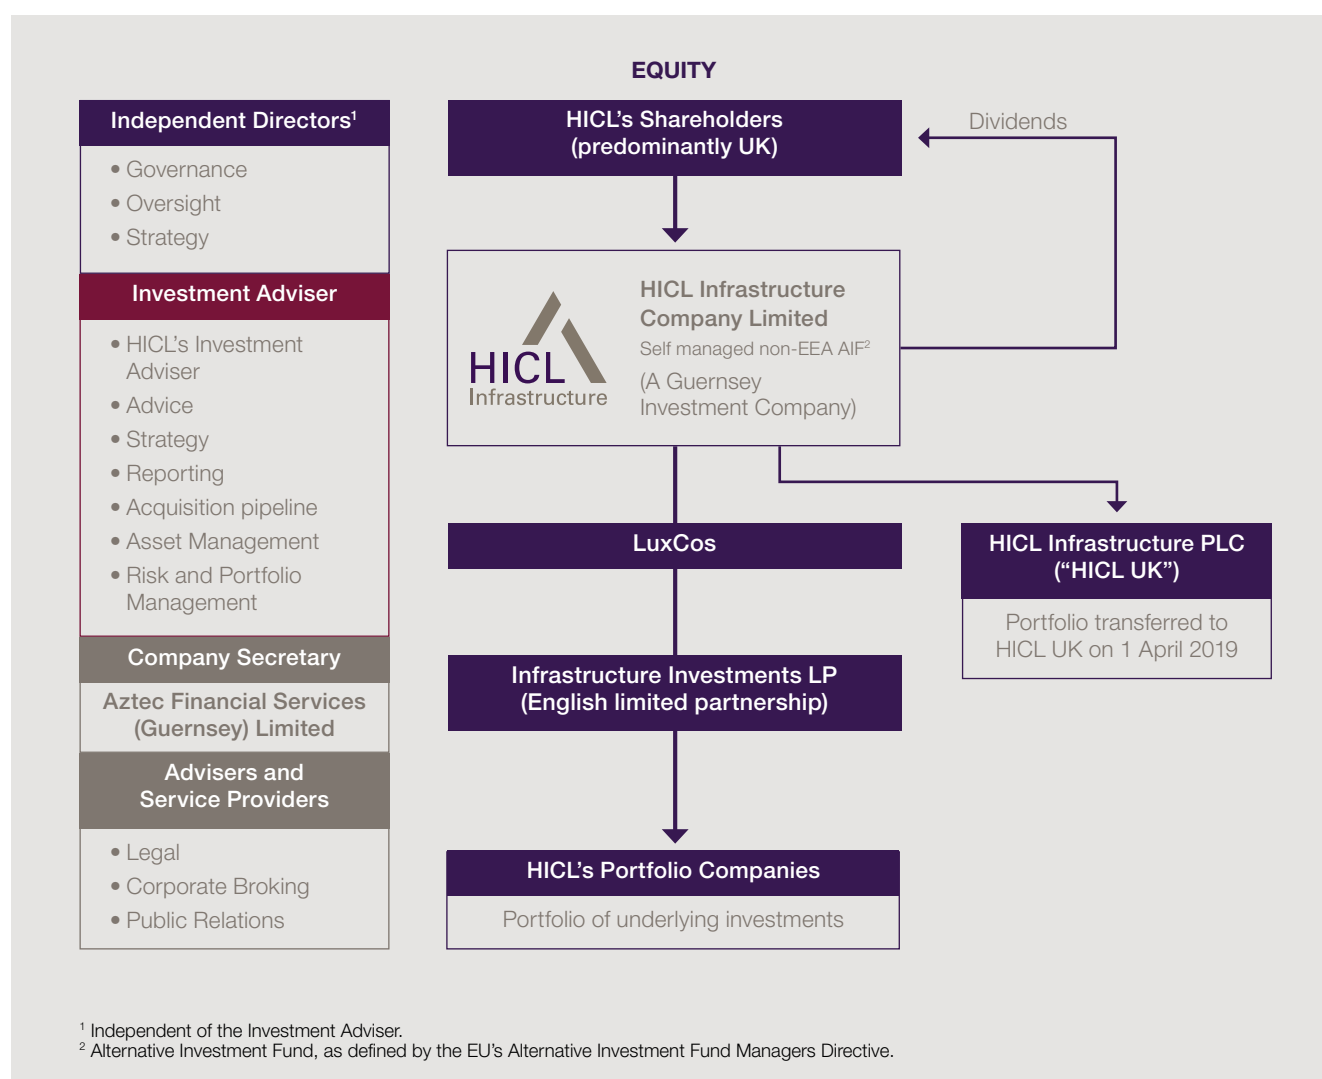 EQUITY
Independent Directors¹
• Governance
• Oversight
• Strategy
Investment Adviser
• HICL's Investment
Adviser
• Advice
• Strategy
• Reporting
• Acquisition pipeline
• Asset Management
• Risk and Portfolio
Management
Company Secretary
Aztec Financial Services
(Guernsey) Limited
Advisers and
Service Providers
• Legal
• Corporate Broking
• Public Relations
HICL's Shareholders
(predominantly UK)
Dividends
HICL
Infrastructure
HICL Infrastructure
Company Limited
Self managed non-EEA AIF²
(A Guernsey
Investment Company)
LuxCos
HICL Infrastructure PLC
(“HICL UK”)
Portfolio transferred to
HICL UK on 1 April 2019
Infrastructure Investments LP
(English limited partnership)
HICL's Portfolio Companies
Portfolio of underlying investments
¹ Independent of the Investment Adviser.
² Alternative Investment Fund, as defined by the EU's Alternative Investment Fund Managers Directive.